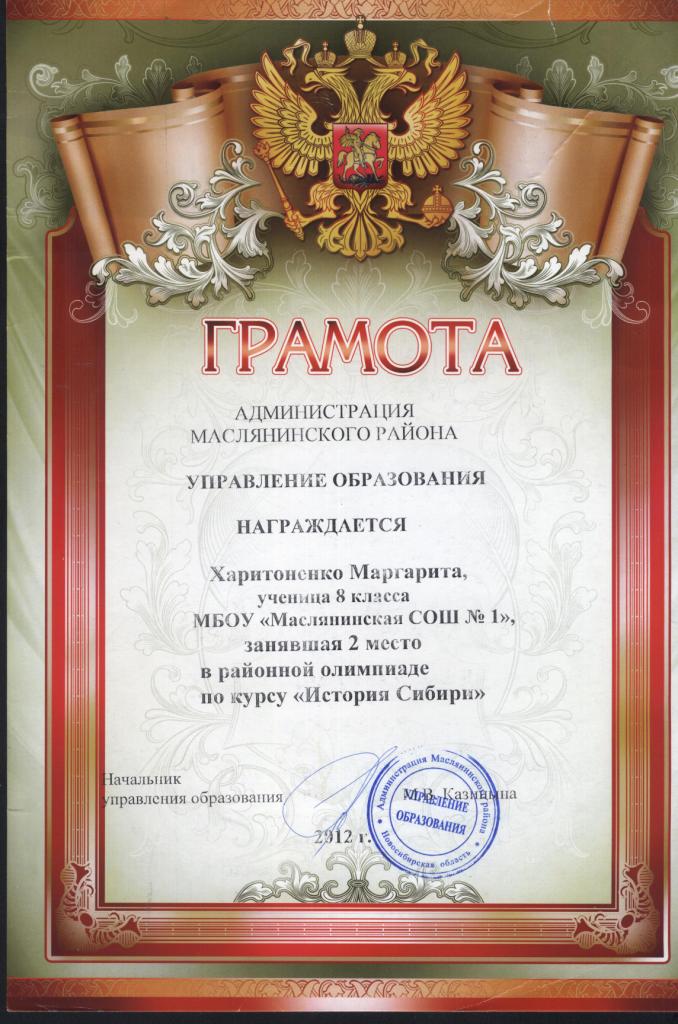 ГРАМОТА
АДМИНИСТРАЦИЯ
МАСЛЯНИНСКОГО РАЙОНА
УПРАВЛЕНИЕ ОБРАЗОВАНИЯ
НАГРАЖДАЕТСЯ
Харитоненко Маргарита,
ученица 8 класса
МБОУ «Маслянинская СОШ № 1»,
занявшая 2 место
в районной олимпиаде
по курсу «История Сибири»
Начальник
управления образования М.В. Казицына
2012 г.
Администрация Маслянинского района
УПРАВЛЕНИЕ
ОБРАЗОВАНИЯ
Новосибирская область